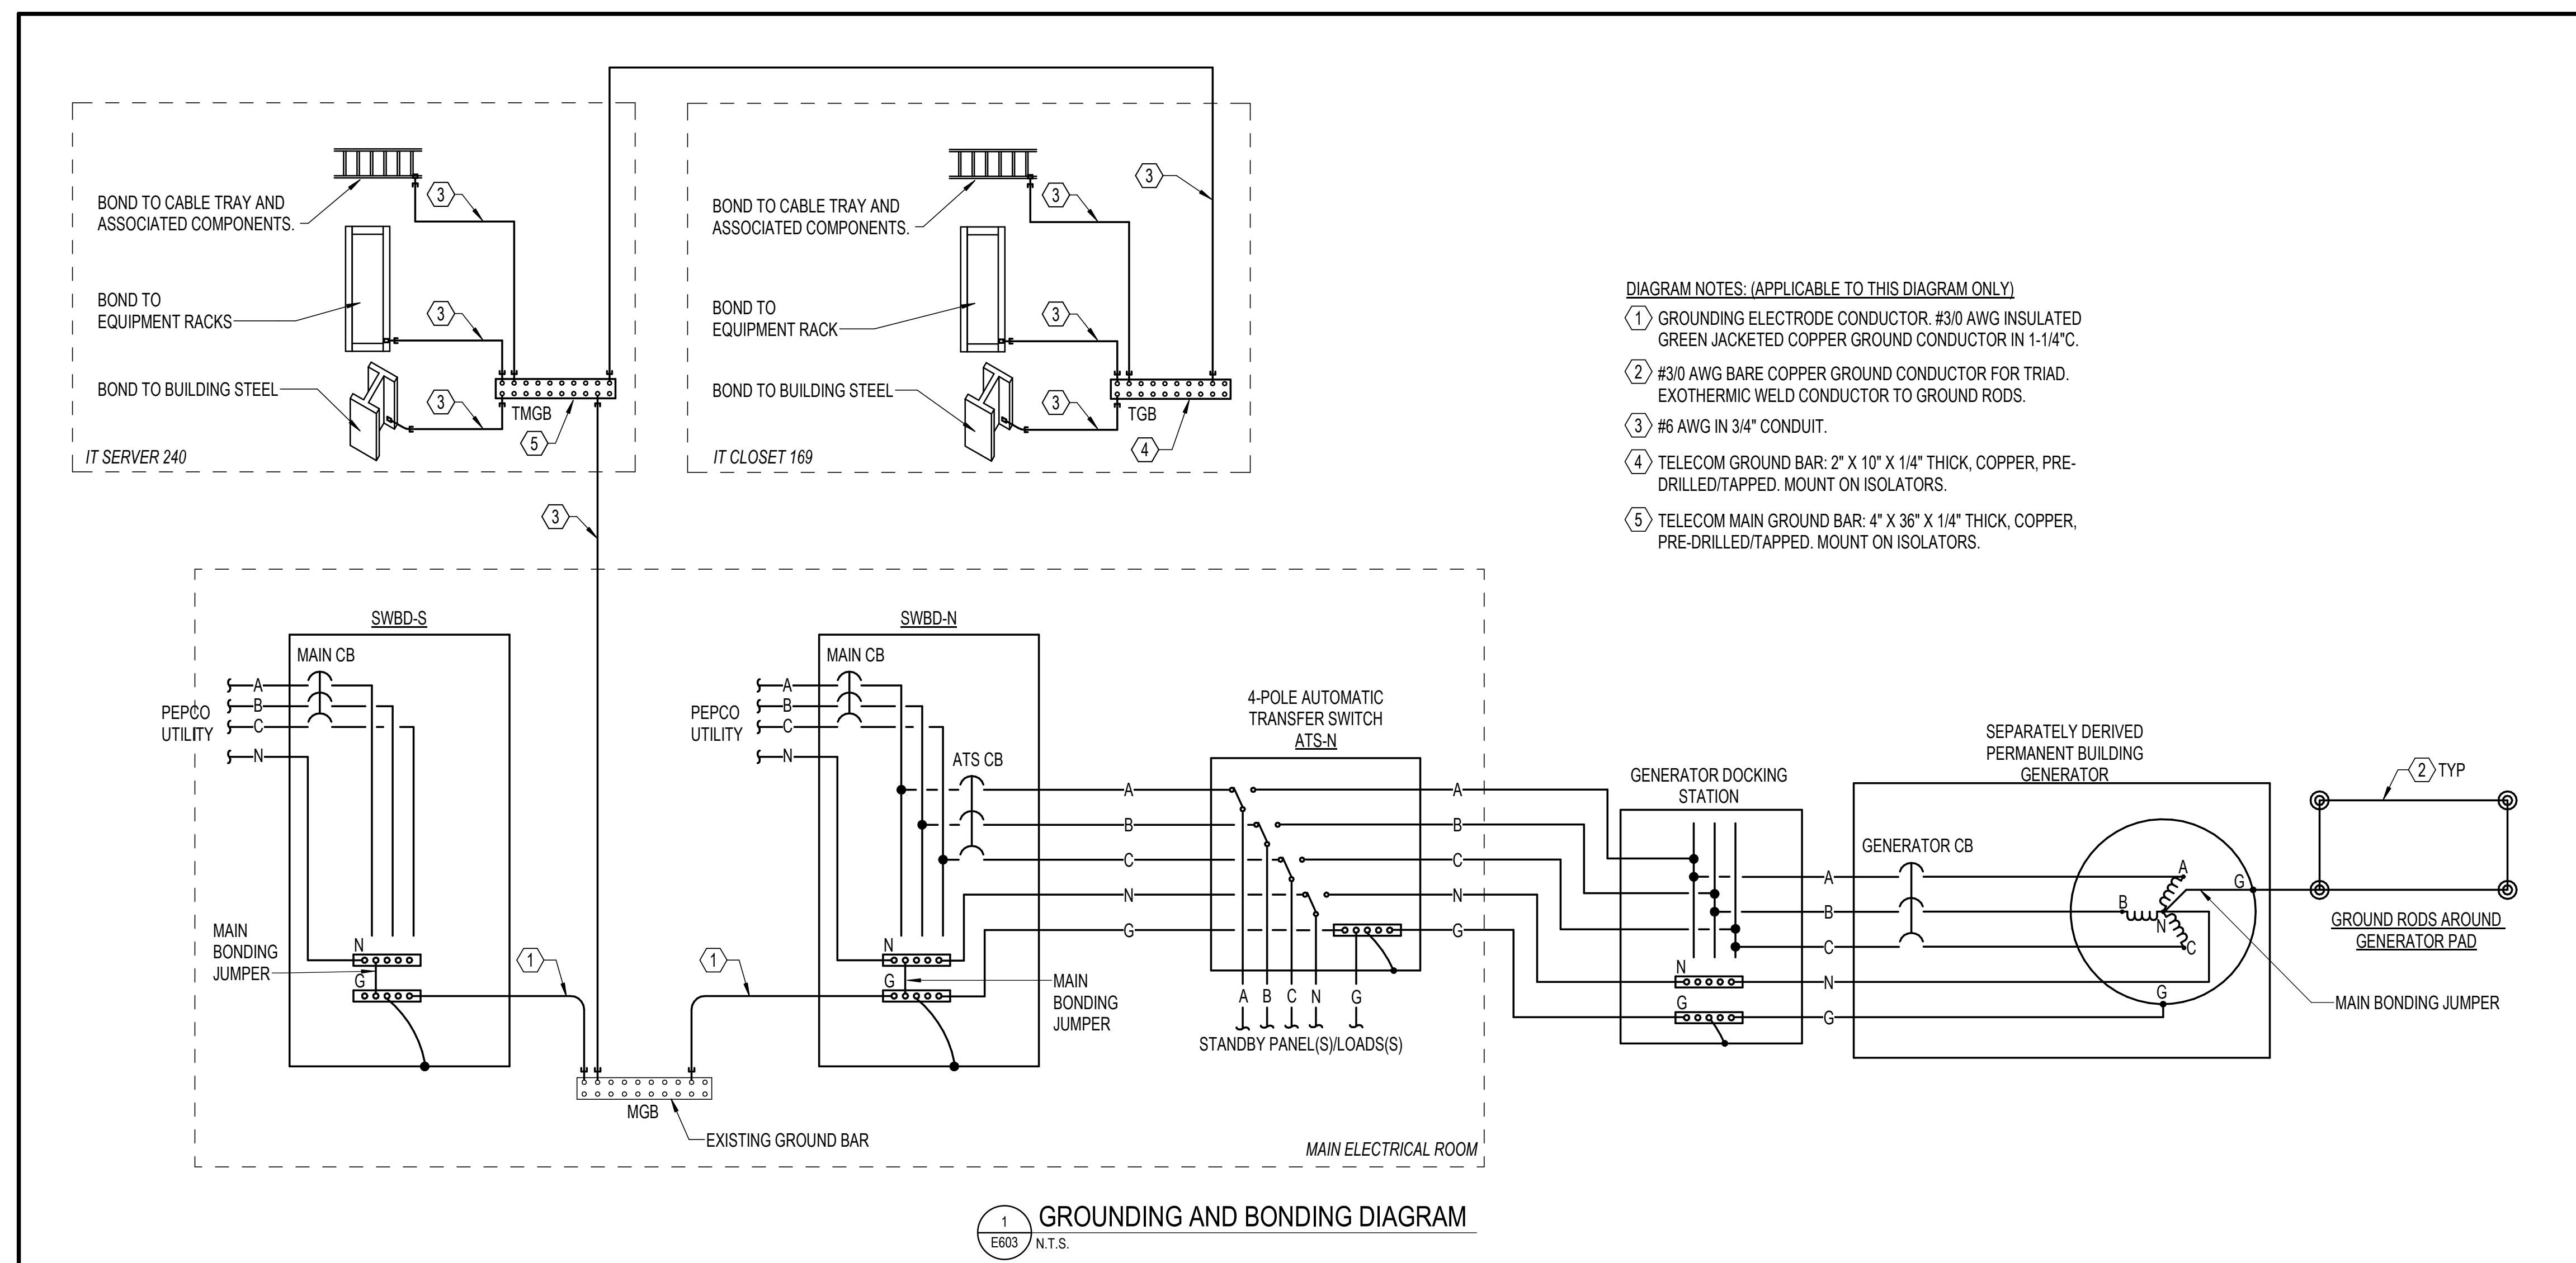 BOND TO CABLE TRAY AND
ASSOCIATED COMPONENTS.
3
BOND TO
EQUIPMENT RACKS
3
BOND TO BUILDING STEEL
3
TMGB
5
IT SERVER 240
BOND TO CABLE TRAY AND
ASSOCIATED COMPONENTS.
3
3
BOND TO
EQUIPMENT RACK
3
BOND TO BUILDING STEEL
3
TGB
4
IT CLOSET 169
DIAGRAM NOTES: (APPLICABLE TO THIS DIAGRAM ONLY)
1 GROUNDING ELECTRODE CONDUCTOR. #3/0 AWG INSULATED
GREEN JACKETED COPPER GROUND CONDUCTOR IN 1-1/4"C.
2 #3/0 AWG BARE COPPER GROUND CONDUCTOR FOR TRIAD.
EXOTHERMIC WELD CONDUCTOR TO GROUND RODS.
3 #6 AWG IN 3/4" CONDUIT.
4 TELECOM GROUND BAR: 2" X 10" X 1/4" THICK, COPPER, PRE-
DRILLED/TAPPED. MOUNT ON ISOLATORS.
5 TELECOM MAIN GROUND BAR: 4" X 36" X 1/4" THICK, COPPER,
PRE-DRILLED/TAPPED. MOUNT ON ISOLATORS.
3
SWBD-S
MAIN CB
A
B
C
N
PEPCO
UTILITY
MAIN
BONDING
JUMPER
N
G
1
SWBD-N
MAIN CB
A
B
C
N
PEPCO
UTILITY
ATS CB
N
G
1
MAIN
BONDING
JUMPER
MGB
EXISTING GROUND BAR
A
B
C
N
G
4-POLE AUTOMATIC
TRANSFER SWITCH
ATS-N
A B C N G
STANDBY PANEL(S)/LOADS(S)
MAIN ELECTRICAL ROOM
A
B
C
N
G
GENERATOR DOCKING
STATION
N
G
A
B
C
N
G
SEPARATELY DERIVED
PERMANENT BUILDING
GENERATOR
GENERATOR CB
A
B
N
C
G
G
2 TYP
GROUND RODS AROUND
GENERATOR PAD
MAIN BONDING JUMPER
1
E603
GROUNDING AND BONDING DIAGRAM
N.T.S.